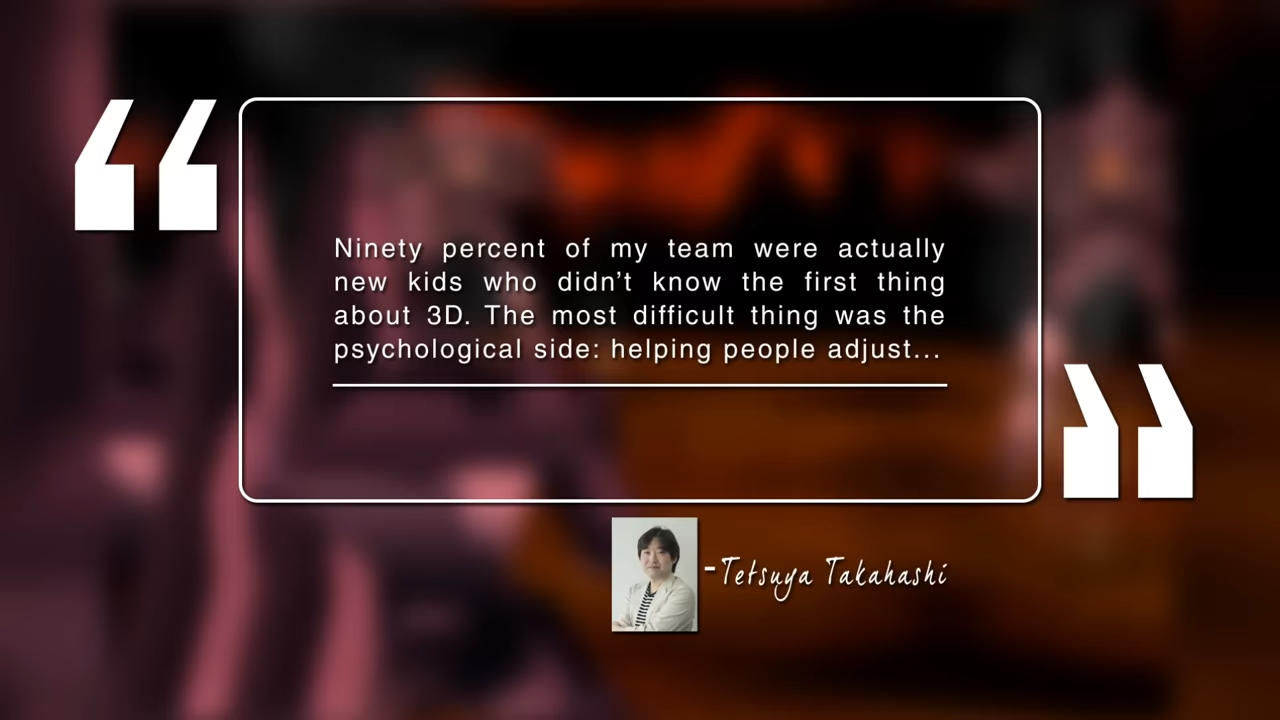 “
Ninety percent of my team were actually
new kids who didn’t know the first thing
about 3D. The most difficult thing was the
psychological side: helping people adjust...
”
-Tetsuya Takahashi